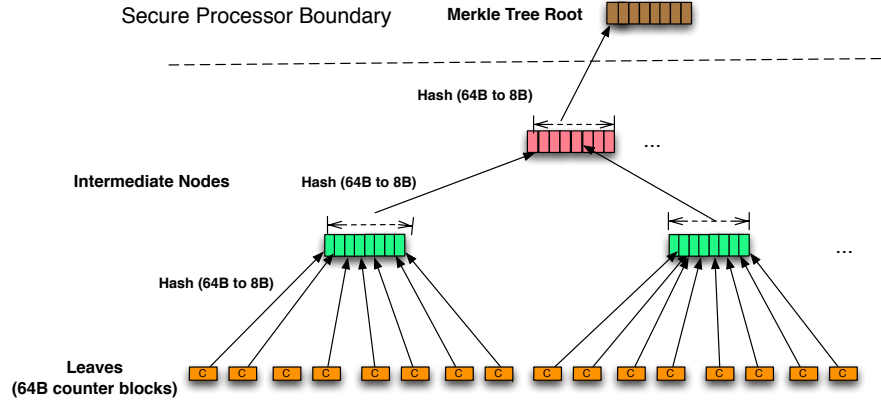 Secure Processor Boundary
Merkle Tree Root
Hash (64B to 8B)
...
Intermediate Nodes
Hash (64B to 8B)
...
Hash (64B to 8B)
Leaves
(64B counter blocks)
C C C C C C C C C C C C C C C C